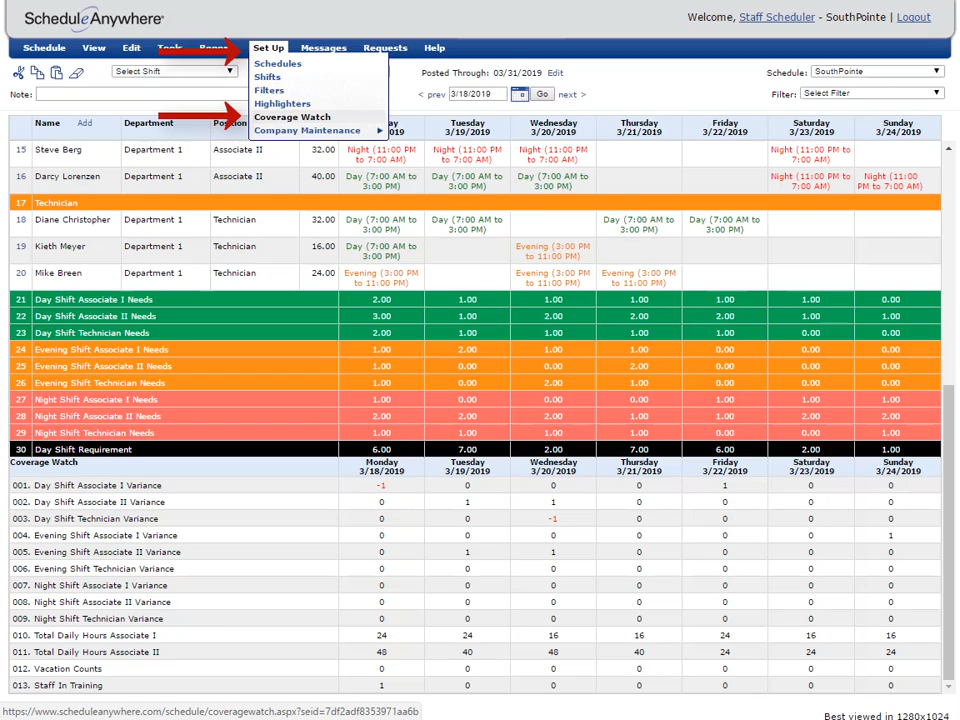 ScheduleAnywhere®
Welcome, Staff Scheduler - SouthPointe | Logout
Schedule View Edit Tools Set Up Messages Requests Help
Schedules
Shifts
Filters
Highlighters
Coverage Watch
Company Maintenance
Select Shift
Posted Through: 03/31/2019 Edit
Schedule: SouthPointe
Note:
< prev 3/18/2019 Go next >
Filter: Select Filter
Name Add Department Tuesday Wednesday Thursday Friday Saturday Sunday
3/19/2019 3/20/2019 3/21/2019 3/22/2019 3/23/2019 3/24/2019
15 Steve Berg Department 1 Associate II 32.00 Night (11:00 PM to 7:00 AM) Night (11:00 PM to 7:00 AM) Night (11:00 PM to 7:00 AM) Night (11:00 PM to 7:00 AM)
16 Darcy Lorenzen Department 1 Associate II 40.00 Day (7:00 AM to 3:00 PM) Day (7:00 AM to 3:00 PM) Day (7:00 AM to 3:00 PM) Night (11:00 PM to 7:00 AM) Night (11:00 PM to 7:00 AM)
17 Technician
18 Diane Christopher Department 1 Technician 32.00 Day (7:00 AM to 3:00 PM) Day (7:00 AM to 3:00 PM) Day (7:00 AM to 3:00 PM) Day (7:00 AM to 3:00 PM)
19 Kieth Meyer Department 1 Technician 16.00 Day (7:00 AM to 3:00 PM) Evening (3:00 PM to 11:00 PM)
20 Mike Breen Department 1 Technician 24.00 Evening (3:00 PM to 11:00 PM) Evening (3:00 PM to 11:00 PM) Evening (3:00 PM to 11:00 PM)
21 Day Shift Associate I Needs 2.00 1.00 1.00 1.00 1.00 1.00 0.00
22 Day Shift Associate II Needs 3.00 1.00 2.00 2.00 2.00 1.00 1.00
23 Day Shift Technician Needs 2.00 1.00 1.00 1.00 1.00 0.00 0.00
24 Evening Shift Associate I Needs 1.00 2.00 1.00 1.00 1.00 0.00 0.00
25 Evening Shift Associate II Needs 1.00 0.00 0.00 2.00 0.00 0.00 0.00
26 Evening Shift Technician Needs 1.00 0.00 2.00 1.00 0.00 0.00 0.00
27 Night Shift Associate I Needs 1.00 0.00 0.00 0.00 1.00 1.00 1.00
28 Night Shift Associate II Needs 2.00 2.00 2.00 1.00 1.00 2.00 2.00
29 Night Shift Technician Needs 1.00 1.00 0.00 1.00 1.00 0.00 0.00
30 Day Shift Requirement 6.00 7.00 2.00 7.00 6.00 2.00 1.00
Coverage Watch Monday Tuesday Wednesday Thursday Friday Saturday Sunday
3/18/2019 3/19/2019 3/20/2019 3/21/2019 3/22/2019 3/23/2019 3/24/2019
001. Day Shift Associate I Variance -1 0 0 0 1 0 0
002. Day Shift Associate II Variance 0 1 1 0 0 0 0
003. Day Shift Technician Variance 0 0 -1 0 0 0 0
004. Evening Shift Associate I Variance 0 0 0 0 0 0 1
005. Evening Shift Associate II Variance 0 1 1 0 0 0 0
006. Evening Shift Technician Variance 0 0 0 0 0 0 0
007. Night Shift Associate I Variance 0 0 0 0 0 0 0
008. Night Shift Associate II Variance 0 0 0 0 0 0 0
009. Night Shift Technician Variance 0 0 0 0 0 0 0
010. Total Daily Hours Associate I 24 24 16 16 24 16 16
011. Total Daily Hours Associate II 48 40 48 40 24 24 24
012. Vacation Counts 0 0 0 0 0 0 0
013. Staff In Training 1 0 0 0 0 0 0
https://www.scheduleanywhere.com/schedule/coveragewatch.aspx?seid=7df2adf8353971aa6b
Best viewed in 1280x1024